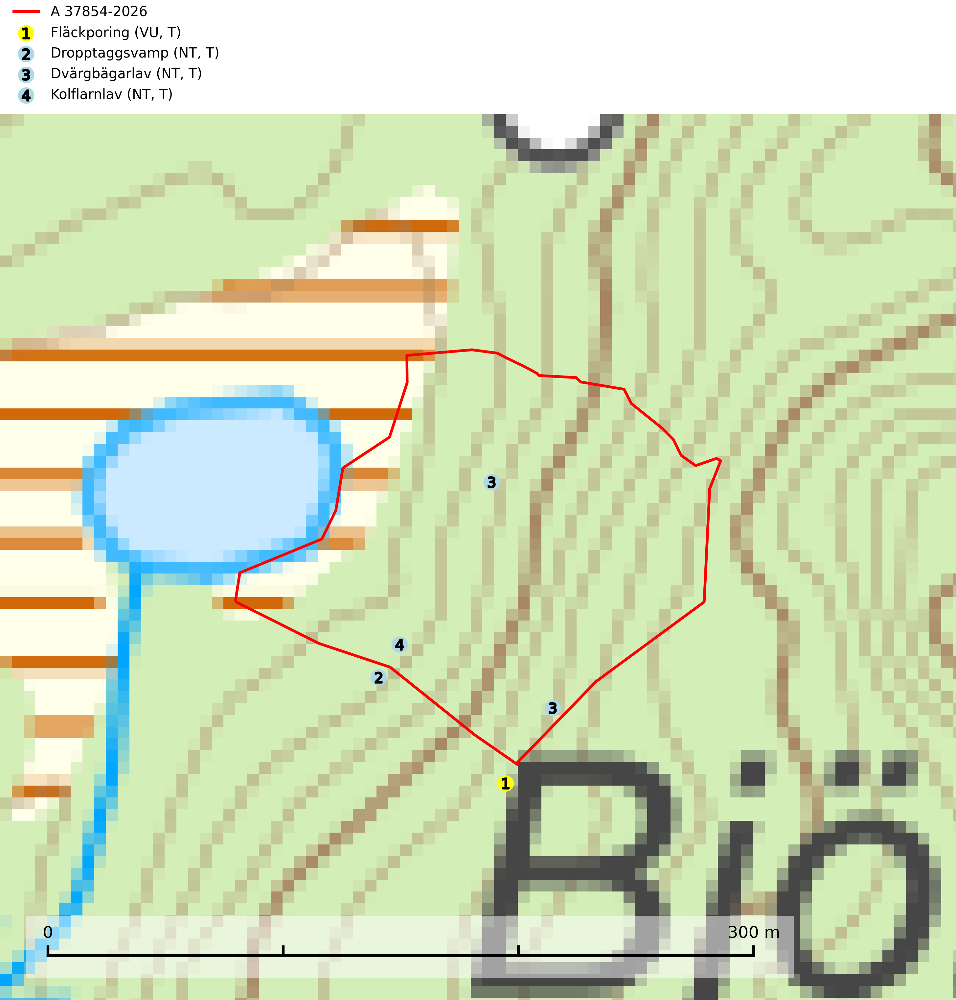 A 37854-2026
1 Fläckporing (VU, T)
2 Dropptaggsvamp (NT, T)
3 Dvärgbägarlav (NT, T)
4 Kolflarnlav (NT, T)
3
4
2
3
1
Bjö
0 300 m